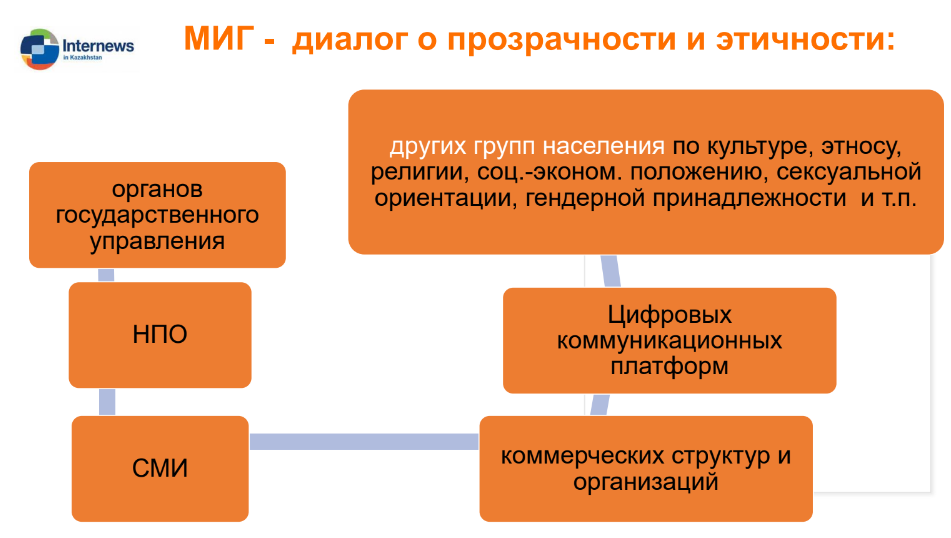 Internews
in Kazakhstan
МИГ - диалог о прозрачности и этичности:
органов
государственного
управления
НПО
СМИ
коммерческих структур и
организаций
Цифровых
коммуникационных
платформ
других групп населения по культуре, этносу,
религии, соц.-эконом. положению, сексуальной
ориентации, гендерной принадлежности и т.п.